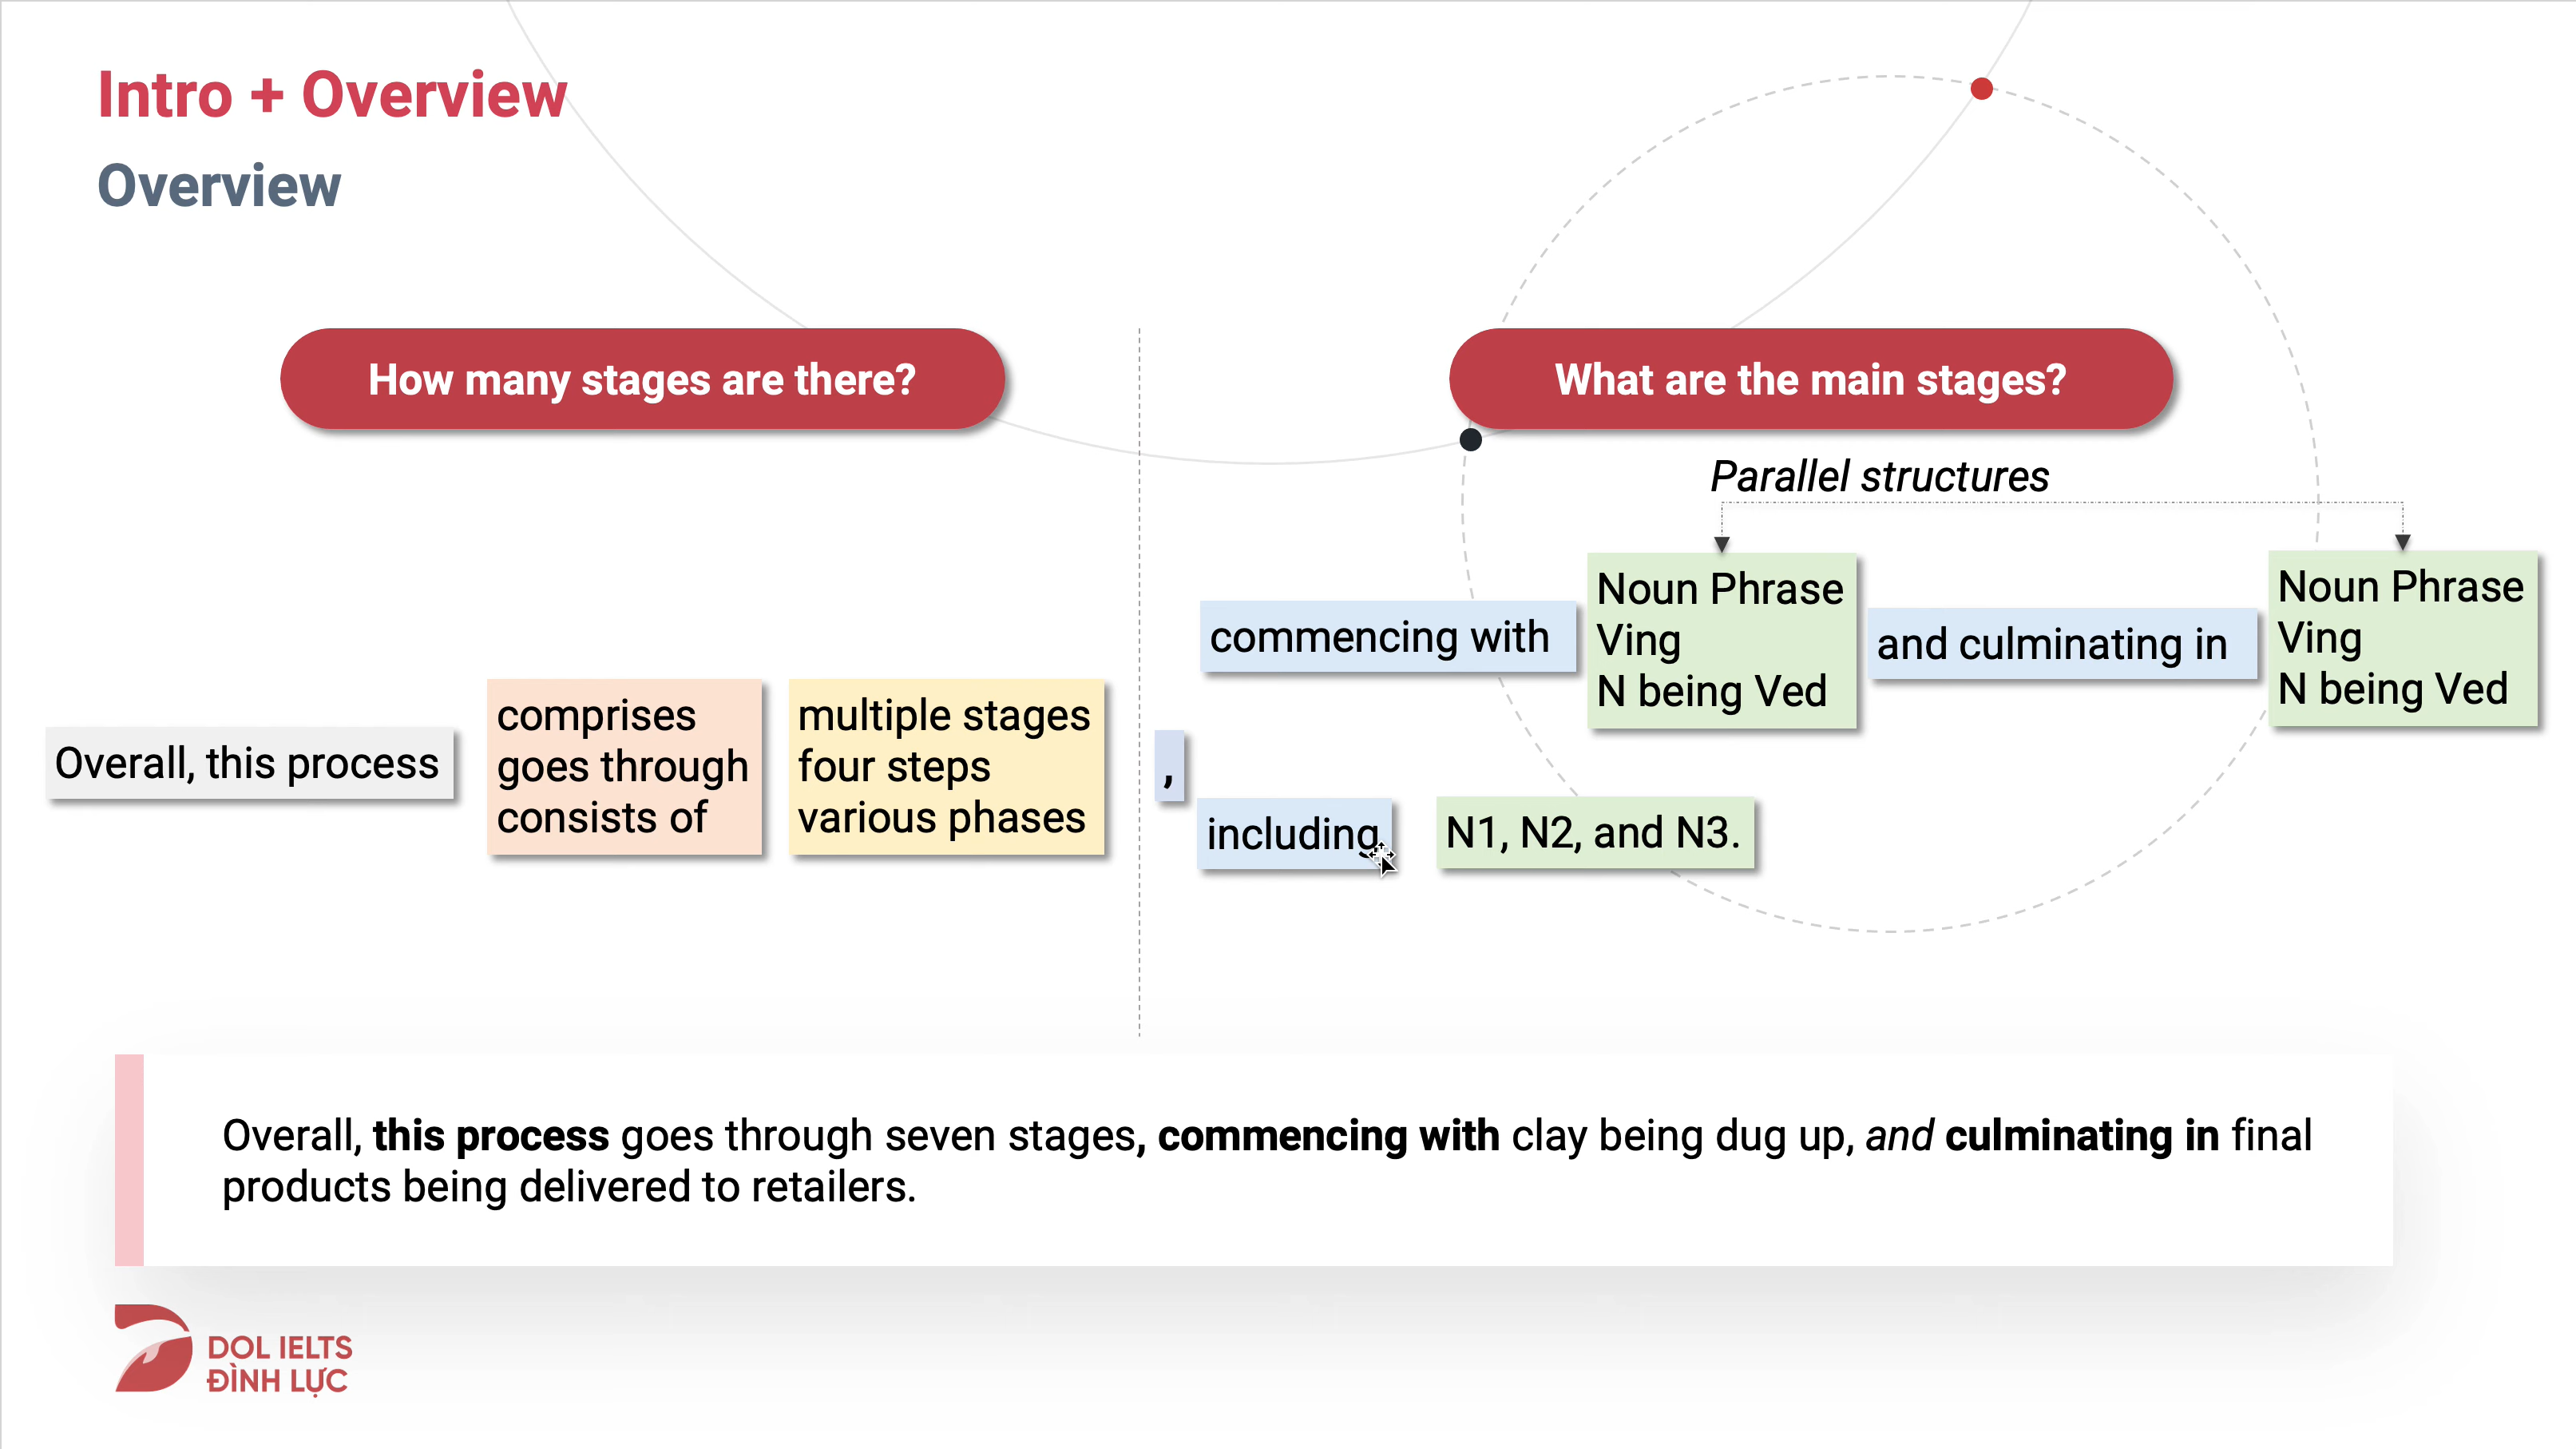 Intro + Overview
Overview
How many stages are there?
What are the main stages?
Parallel structures
Overall, this process
comprises
goes through
consists of
multiple stages
four steps
various phases
,
commencing with
Noun Phrase
Ving
N being Ved
and culminating in
Noun Phrase
Ving
N being Ved
including
N1, N2, and N3.
Overall, this process goes through seven stages, commencing with clay being dug up, and culminating in final
products being delivered to retailers.
DOL IELTS
ĐÌNH LỰC